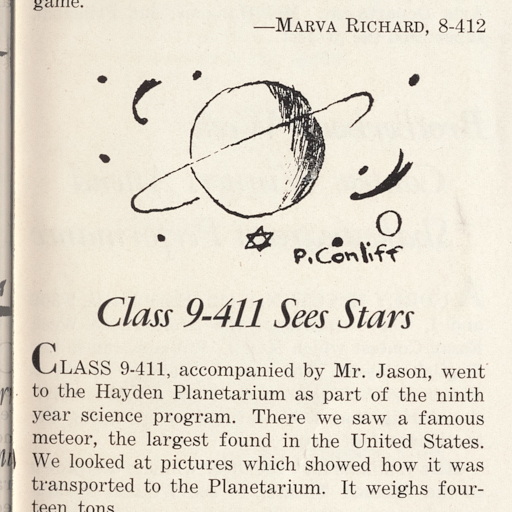 game.
—MARVA RICHARD, 8-412
P.Conliff
Class 9-411 Sees Stars
CLASS 9-411, accompanied by Mr. Jason, went
to the Hayden Planetarium as part of the ninth
year science program. There we saw a famous
meteor, the largest found in the United States.
We looked at pictures which showed how it was
transported to the Planetarium. It weighs four-
teen tons